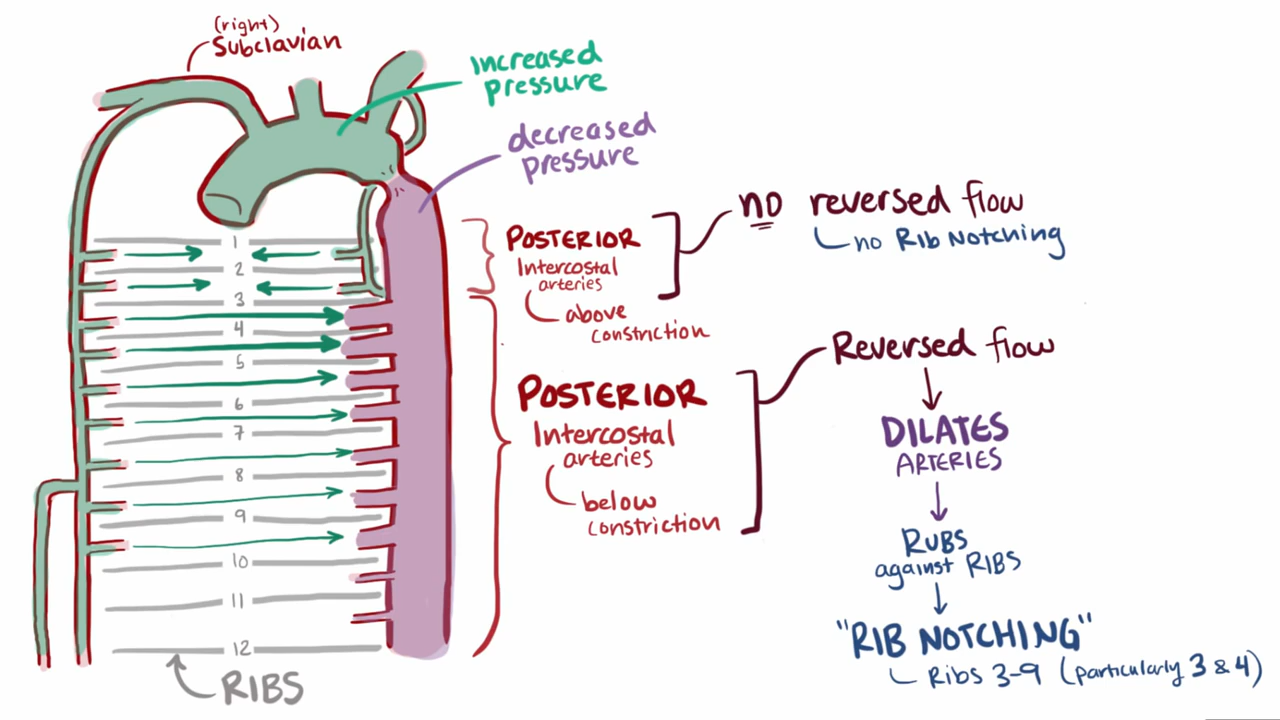 (right)
Subclavian
increased
pressure
decreased
pressure
1
2
3
4
5
6
7
8
9
10
11
12
RIBS
POSTERIOR
Intercostal
arteries
above
constriction
no reversed flow
no Rib Notching
POSTERIOR
Intercostal
arteries
below
constriction
Reversed flow
DILATES
ARTERIES
RUBS
against RIBS
"RIB NOTCHING"
Ribs 3-9 (particularly 3 & 4)